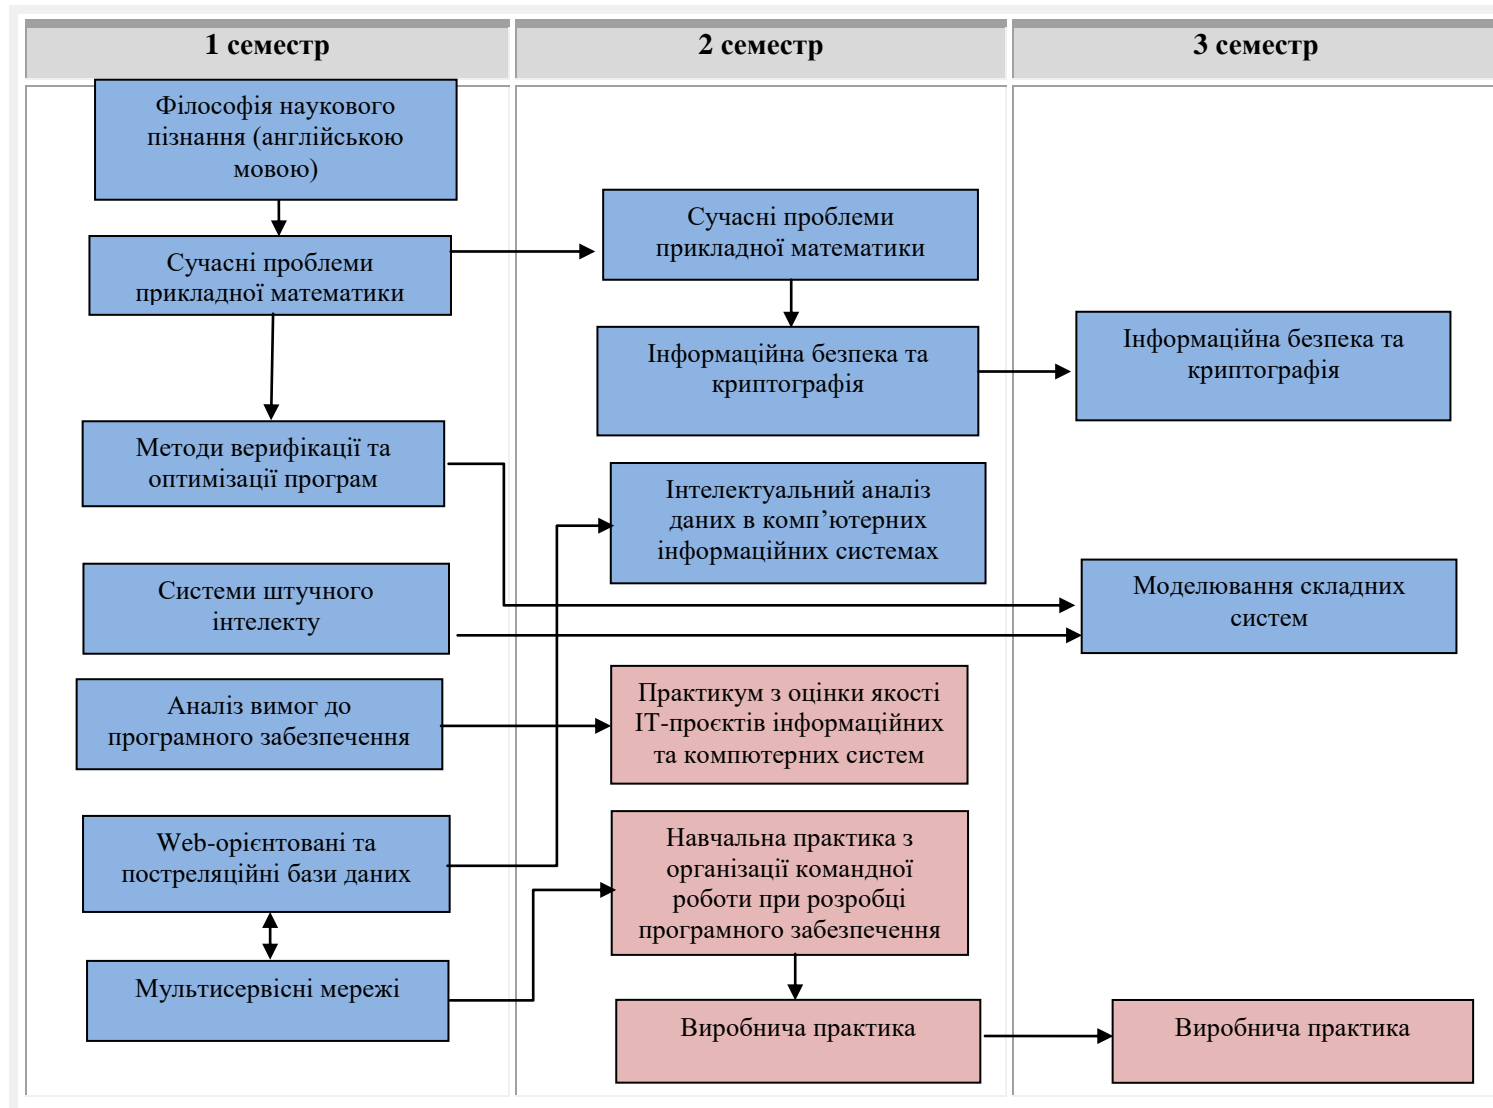 1 семестр
2 семестр
3 семестр
Філософія наукового
пізнання (англійською
мовою)
Сучасні проблеми
прикладної математики
Методи верифікації та
оптимізації програм
Системи штучного
інтелекту
Аналіз вимог до
програмного забезпечення
Web-орієнтовані та
постреляційні бази даних
Мультисервісні мережі
Сучасні проблеми
прикладної математики
Інформаційна безпека та
криптографія
Інтелектуальний аналіз
даних в комп’ютерних
інформаційних системах
Практикум з оцінки якості
ІТ-проєктів інформаційних
та компютерних систем
Навчальна практика з
організації командної
роботи при розробці
програмного забезпечення
Виробнича практика
Інформаційна безпека та
криптографія
Моделювання складних
систем
Виробнича практика